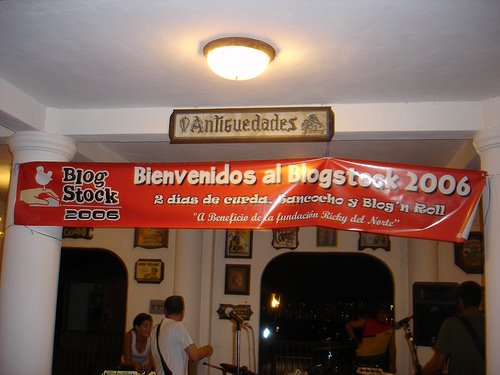 Antiguedades
Blog
Stock
2006
Bienvenidos al Blogstock 2006
2 dias de curda, Sancocho y Blog'n Roll
"A Beneficio de la fundación Ricky del Norte"